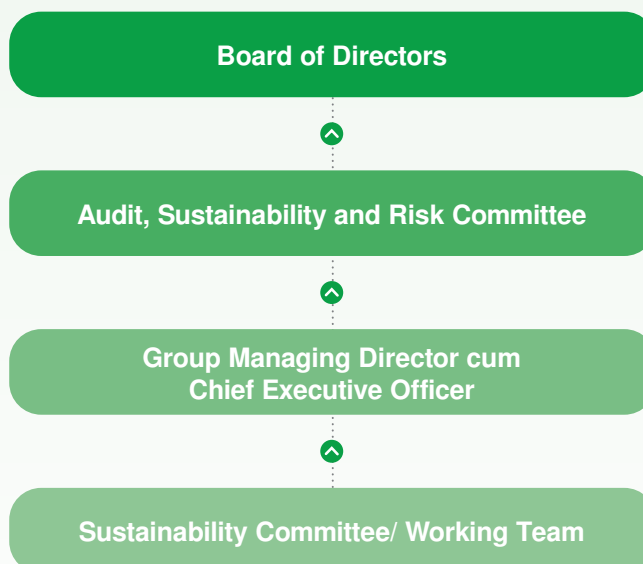 Board of Directors
Audit, Sustainability and Risk Committee
Group Managing Director cum
Chief Executive Officer
Sustainability Committee/ Working Team